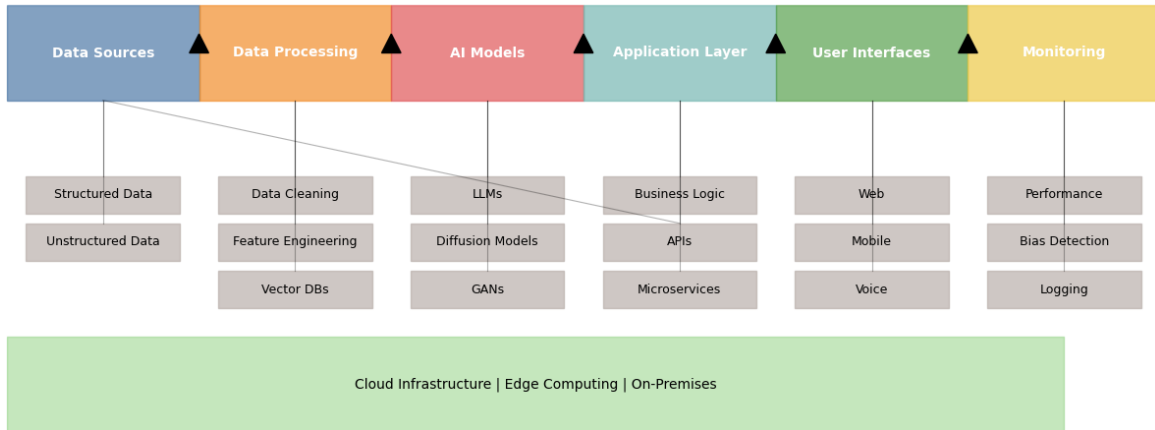 Data Sources
Data Processing
AI Models
Application Layer
User Interfaces
Monitoring
Structured Data
Data Cleaning
LLMs
Business Logic
Web
Performance
Unstructured Data
Feature Engineering
Diffusion Models
APIs
Mobile
Bias Detection
Vector DBs
GANs
Microservices
Voice
Logging
Cloud Infrastructure | Edge Computing | On-Premises